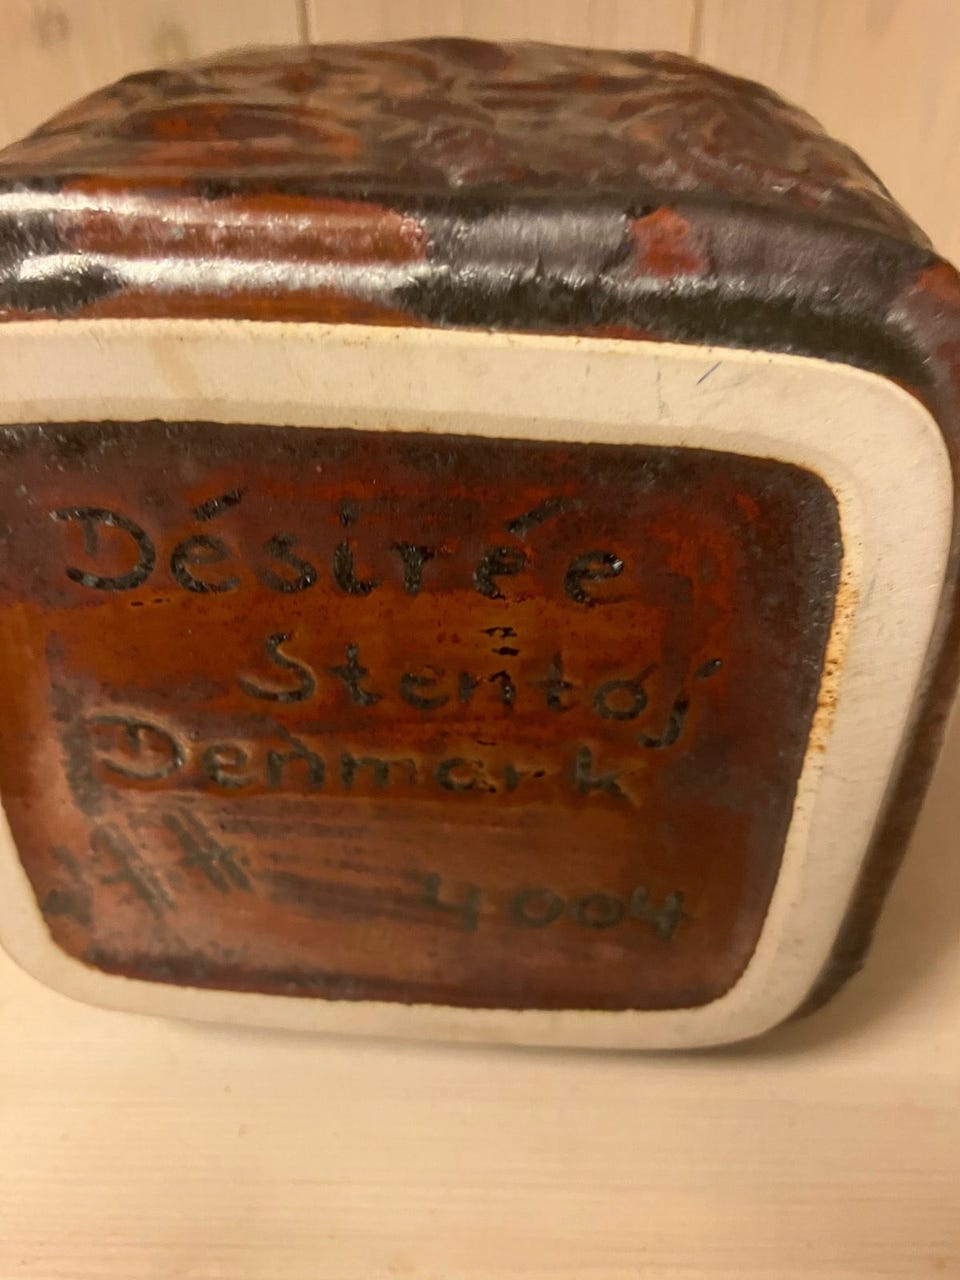 Désirée
Stentøj
Denmark
4004